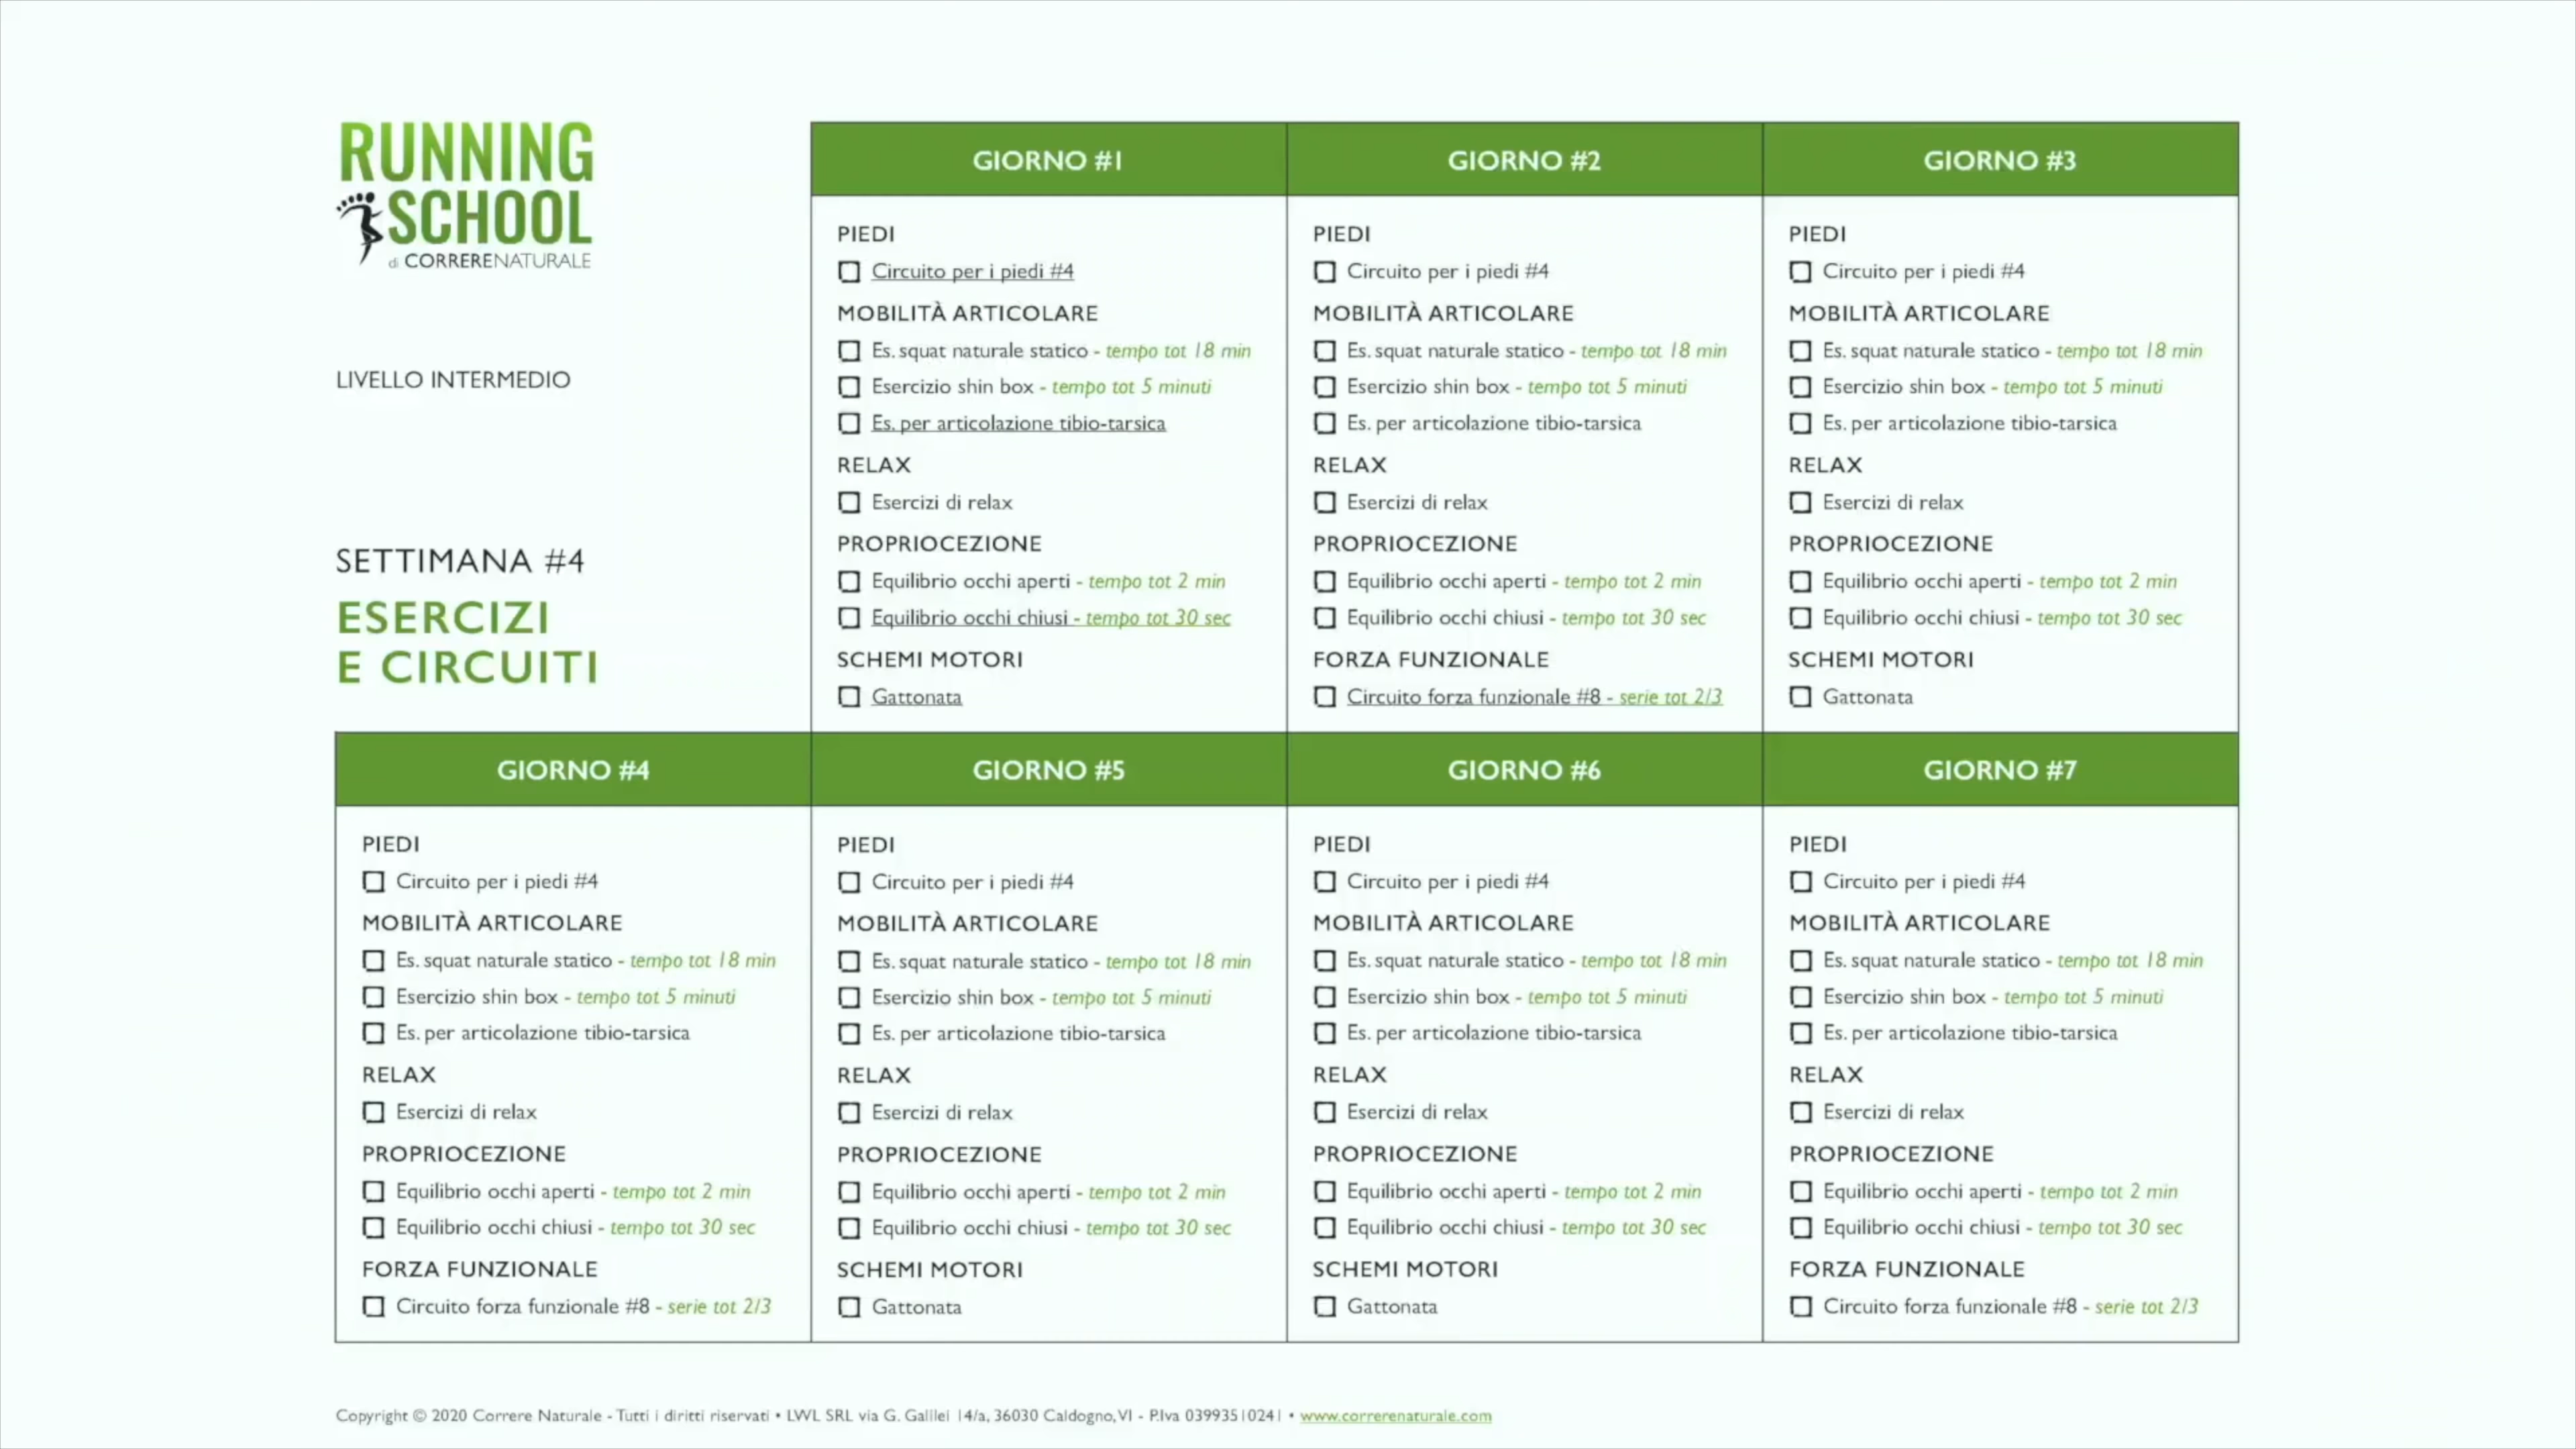 RUNNING
SCHOOL
di CORRERENATURALE
LIVELLO INTERMEDIO
SETTIMANA #4
ESERCIZI
E CIRCUITI
GIORNO #1
PIEDI
Circuito per i piedi #4
MOBILITÀ ARTICOLARE
Es. squat naturale statico - tempo tot 18 min
Esercizio shin box - tempo tot 5 minuti
Es. per articolazione tibio-tarsica
RELAX
Esercizi di relax
PROPRIOCEZIONE
Equilibrio occhi aperti - tempo tot 2 min
Equilibrio occhi chiusi - tempo tot 30 sec
SCHEMI MOTORI
Gattonata
GIORNO #2
PIEDI
Circuito per i piedi #4
MOBILITÀ ARTICOLARE
Es. squat naturale statico - tempo tot 18 min
Esercizio shin box - tempo tot 5 minuti
Es. per articolazione tibio-tarsica
RELAX
Esercizi di relax
PROPRIOCEZIONE
Equilibrio occhi aperti - tempo tot 2 min
Equilibrio occhi chiusi - tempo tot 30 sec
FORZA FUNZIONALE
Circuito forza funzionale #8 - serie tot 2/3
GIORNO #3
PIEDI
Circuito per i piedi #4
MOBILITÀ ARTICOLARE
Es. squat naturale statico - tempo tot 18 min
Esercizio shin box - tempo tot 5 minuti
Es. per articolazione tibio-tarsica
RELAX
Esercizi di relax
PROPRIOCEZIONE
Equilibrio occhi aperti - tempo tot 2 min
Equilibrio occhi chiusi - tempo tot 30 sec
SCHEMI MOTORI
Gattonata
GIORNO #4
PIEDI
Circuito per i piedi #4
MOBILITÀ ARTICOLARE
Es. squat naturale statico - tempo tot 18 min
Esercizio shin box - tempo tot 5 minuti
Es. per articolazione tibio-tarsica
RELAX
Esercizi di relax
PROPRIOCEZIONE
Equilibrio occhi aperti - tempo tot 2 min
Equilibrio occhi chiusi - tempo tot 30 sec
FORZA FUNZIONALE
Circuito forza funzionale #8 - serie tot 2/3
GIORNO #5
PIEDI
Circuito per i piedi #4
MOBILITÀ ARTICOLARE
Es. squat naturale statico - tempo tot 18 min
Esercizio shin box - tempo tot 5 minuti
Es. per articolazione tibio-tarsica
RELAX
Esercizi di relax
PROPRIOCEZIONE
Equilibrio occhi aperti - tempo tot 2 min
Equilibrio occhi chiusi - tempo tot 30 sec
SCHEMI MOTORI
Gattonata
GIORNO #6
PIEDI
Circuito per i piedi #4
MOBILITÀ ARTICOLARE
Es. squat naturale statico - tempo tot 18 min
Esercizio shin box - tempo tot 5 minuti
Es. per articolazione tibio-tarsica
RELAX
Esercizi di relax
PROPRIOCEZIONE
Equilibrio occhi aperti - tempo tot 2 min
Equilibrio occhi chiusi - tempo tot 30 sec
SCHEMI MOTORI
Gattonata
GIORNO #7
PIEDI
Circuito per i piedi #4
MOBILITÀ ARTICOLARE
Es. squat naturale statico - tempo tot 18 min
Esercizio shin box - tempo tot 5 minuti
Es. per articolazione tibio-tarsica
RELAX
Esercizi di relax
PROPRIOCEZIONE
Equilibrio occhi aperti - tempo tot 2 min
Equilibrio occhi chiusi - tempo tot 30 sec
FORZA FUNZIONALE
Circuito forza funzionale #8 - serie tot 2/3
Copyright © 2020 Correre Naturale - Tutti i diritti riservati • LWL SRL via G. Galilei 14/a, 36030 Caldogno, VI - P.Iva 03993510241 • www.correrenaturale.com